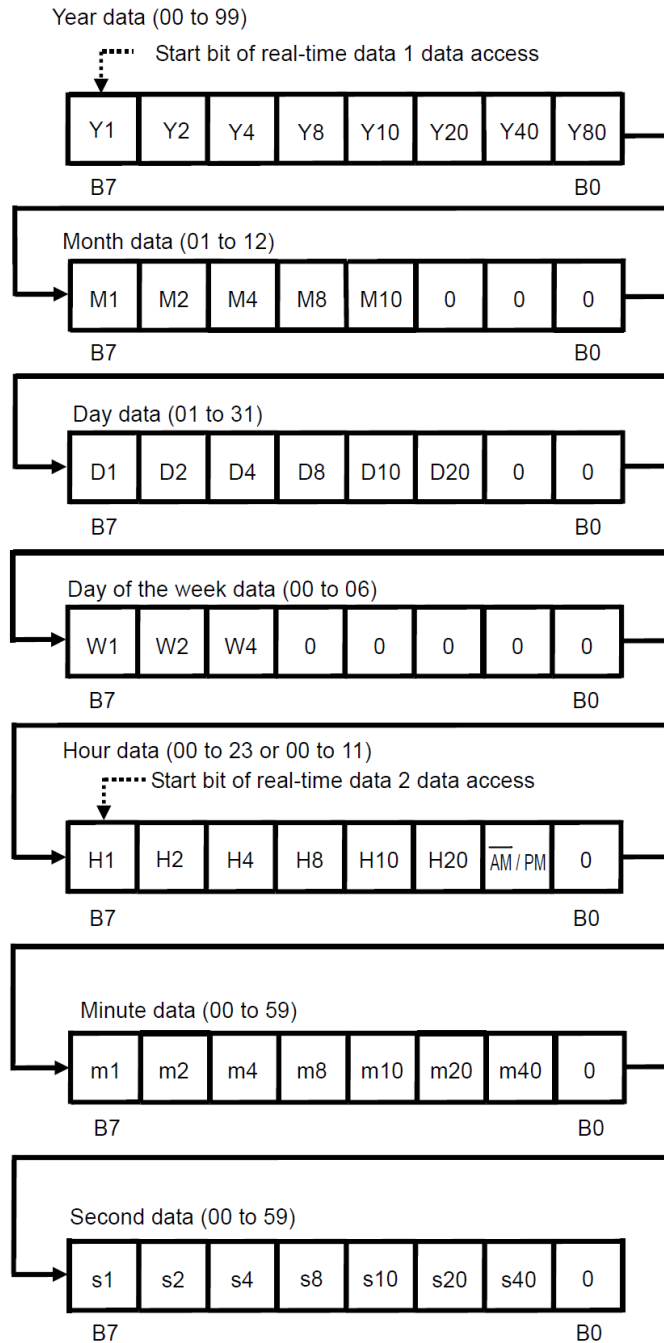 Year data (00 to 99)
Start bit of real-time data 1 data access
Y1 Y2 Y4 Y8 Y10 Y20 Y40 Y80
B7 B0
Month data (01 to 12)
M1 M2 M4 M8 M10 0 0 0
B7 B0
Day data (01 to 31)
D1 D2 D4 D8 D10 D20 0 0
B7 B0
Day of the week data (00 to 06)
W1 W2 W4 0 0 0 0 0
B7 B0
Hour data (00 to 23 or 00 to 11)
Start bit of real-time data 2 data access
H1 H2 H4 H8 H10 H20 A̅M̅ / PM 0
B7 B0
Minute data (00 to 59)
m1 m2 m4 m8 m10 m20 m40 0
B7 B0
Second data (00 to 59)
s1 s2 s4 s8 s10 s20 s40 0
B7 B0